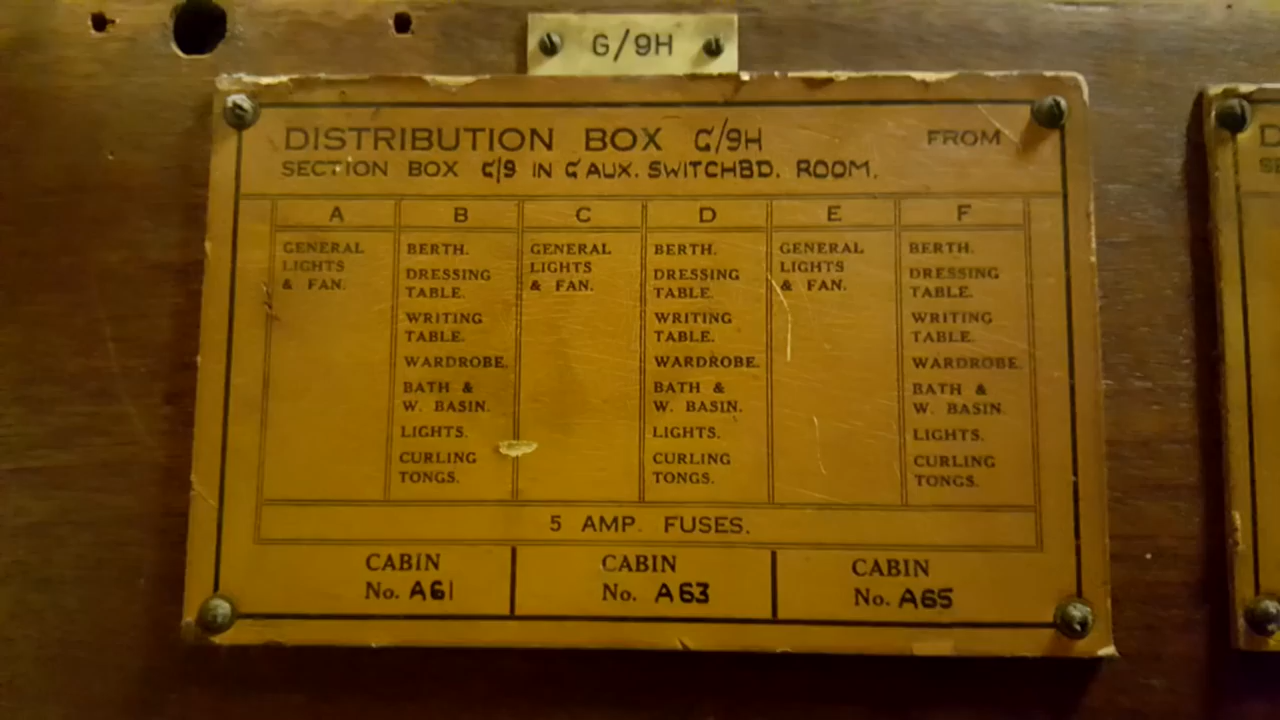 G/9H
DISTRIBUTION BOX G/9H FROM
SECTION BOX G/9 IN G AUX. SWITCHBD. ROOM.
A B C D E F
GENERAL LIGHTS & FAN.
BERTH.
DRESSING TABLE.
WRITING TABLE.
WARDROBE.
BATH & W. BASIN.
LIGHTS.
CURLING TONGS.
GENERAL LIGHTS & FAN.
BERTH.
DRESSING TABLE.
WRITING TABLE.
WARDROBE.
BATH & W. BASIN.
LIGHTS.
CURLING TONGS.
GENERAL LIGHTS & FAN.
BERTH.
DRESSING TABLE.
WRITING TABLE.
WARDROBE.
BATH & W. BASIN.
LIGHTS.
CURLING TONGS.
5 AMP. FUSES.
CABIN No. A61
CABIN No. A63
CABIN No. A65